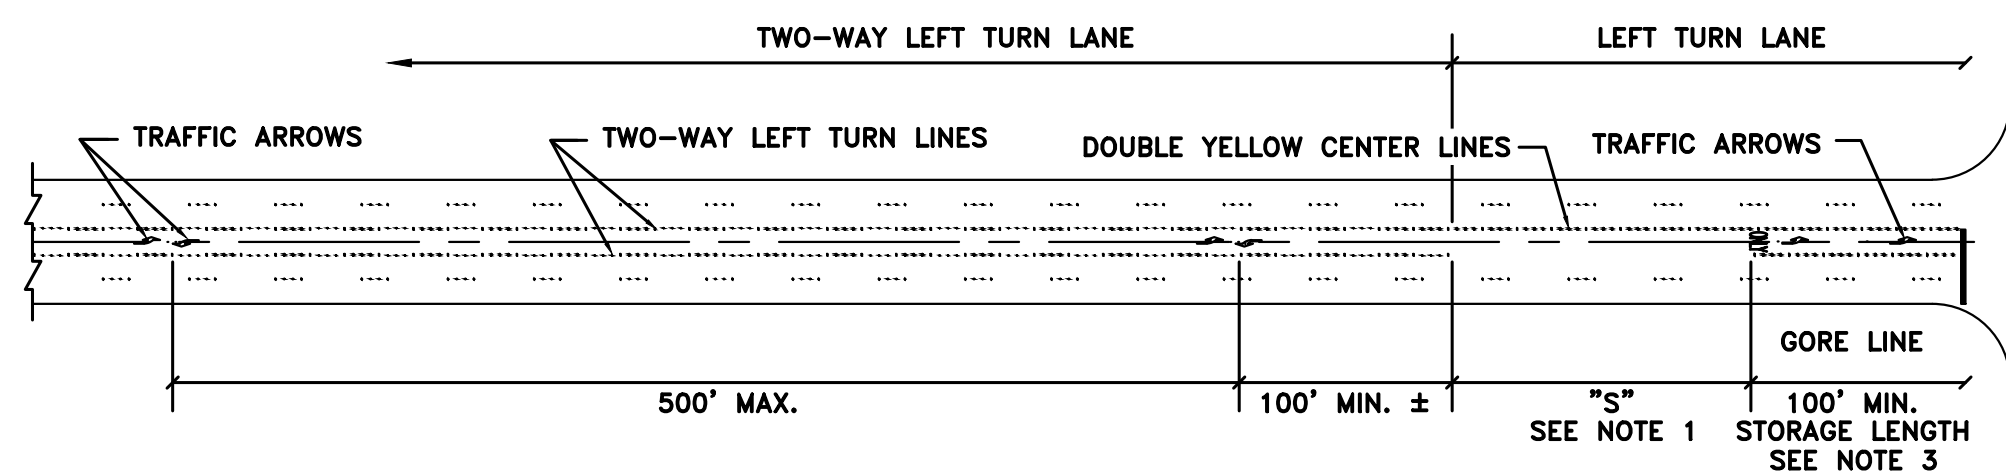 TWO-WAY LEFT TURN LANE
LEFT TURN LANE
TRAFFIC ARROWS
TWO-WAY LEFT TURN LINES
DOUBLE YELLOW CENTER LINES
TRAFFIC ARROWS
GORE LINE
500' MAX.
100' MIN. ±
"S"
SEE NOTE 1
100' MIN.
STORAGE LENGTH
SEE NOTE 3